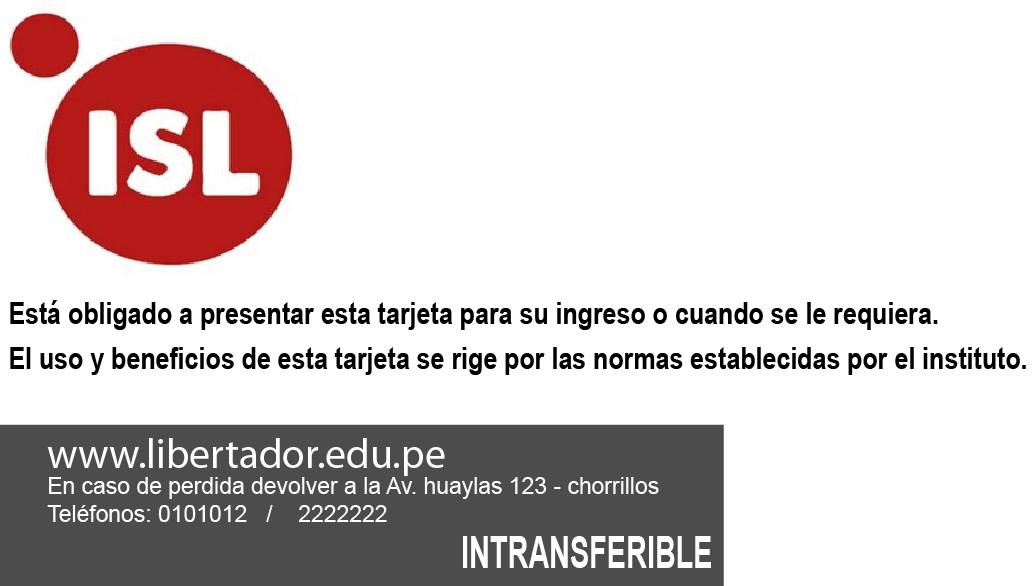 ISL
Está obligado a presentar esta tarjeta para su ingreso o cuando se le requiera.
El uso y beneficios de esta tarjeta se rige por las normas establecidas por el instituto.
www.libertador.edu.pe
En caso de perdida devolver a la Av. huaylas 123 - chorrillos
Teléfonos: 0101012 / 2222222
INTRANSFERIBLE